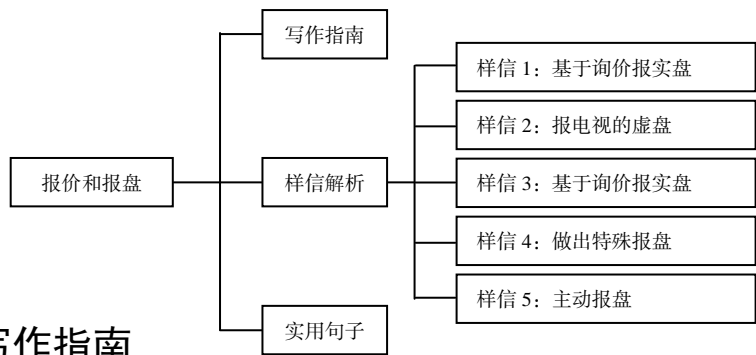 写作指南
样信 1：基于询价报实盘
样信 2：报电视的虚盘
报价和报盘
样信解析
样信 3：基于询价报实盘
样信 4：做出特殊报盘
样信 5：主动报盘
实用句子
写作指南